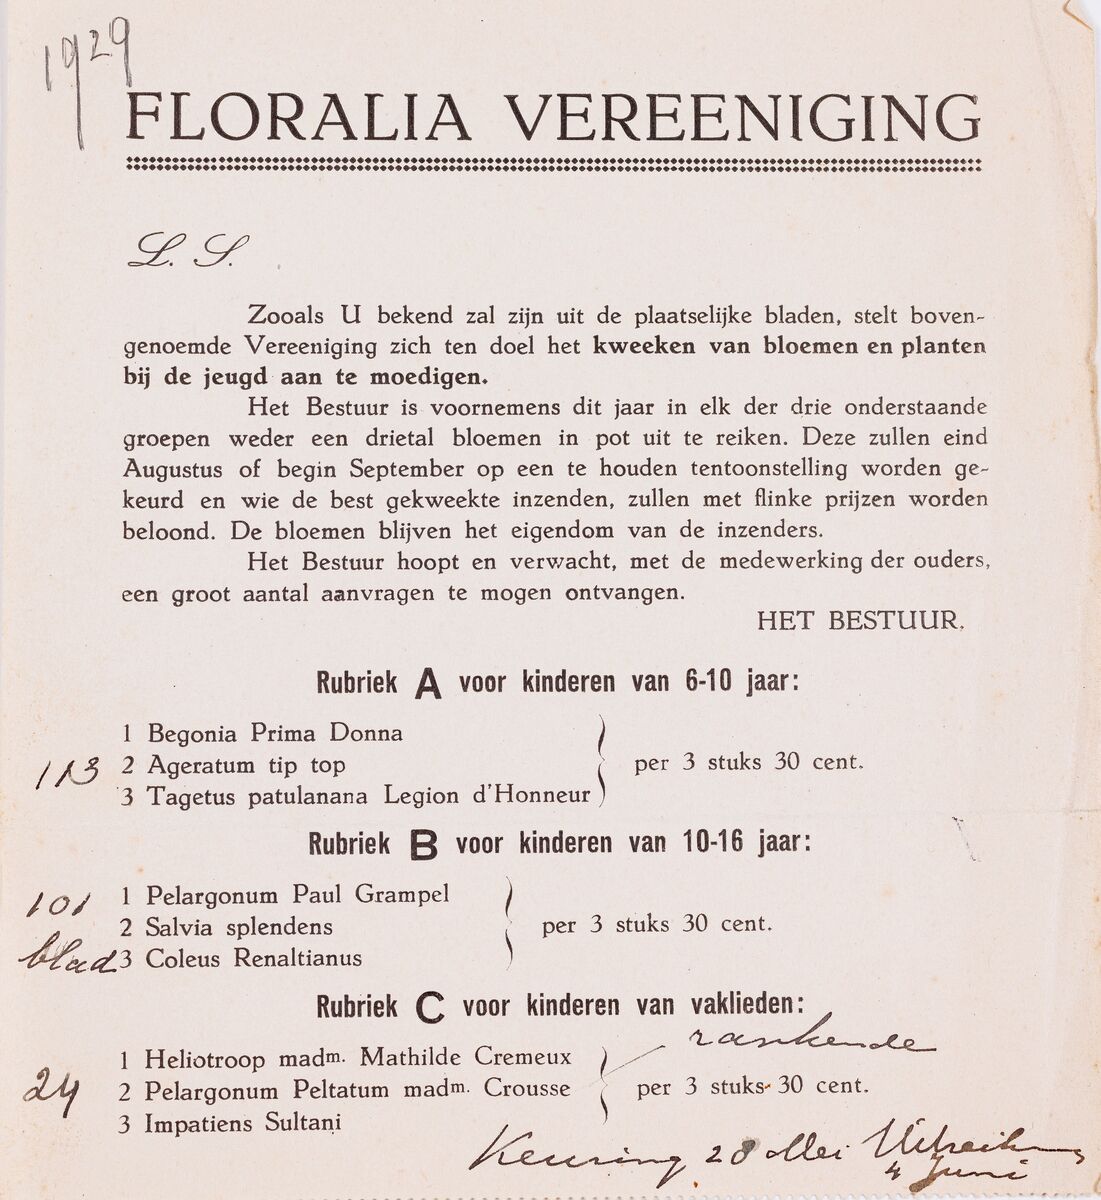 1929
FLORALIA VEREENIGING
L. S.
Zooals U bekend zal zijn uit de plaatselijke bladen, stelt boven-
genoemde Vereeniging zich ten doel het kweeken van bloemen en planten
bij de jeugd aan te moedigen.
Het Bestuur is voornemens dit jaar in elk der drie onderstaande
groepen weder een drietal bloemen in pot uit te reiken. Deze zullen eind
Augustus of begin September op een te houden tentoonstelling worden ge-
keurd en wie de best gekweekte inzenden, zullen met flinke prijzen worden
beloond. De bloemen blijven het eigendom van de inzenders.
Het Bestuur hoopt en verwacht, met de medewerking der ouders,
een groot aantal aanvragen te mogen ontvangen.
HET BESTUUR.
Rubriek A voor kinderen van 6-10 jaar:
1 Begonia Prima Donna
113 2 Ageratum tip top per 3 stuks 30 cent.
3 Tagetus patulanana Legion d'Honneur
Rubriek B voor kinderen van 10-16 jaar:
101 1 Pelargonum Paul Grampel
2 Salvia splendens per 3 stuks 30 cent.
blad 3 Coleus Renaltianus
Rubriek C voor kinderen van vaklieden:
rankende
1 Heliotroop madm. Mathilde Cremeux
24 2 Pelargonum Peltatum madm. Crousse per 3 stuks 30 cent.
3 Impatiens Sultani
Keuring 28 Mei Uitreiking
4 Juni